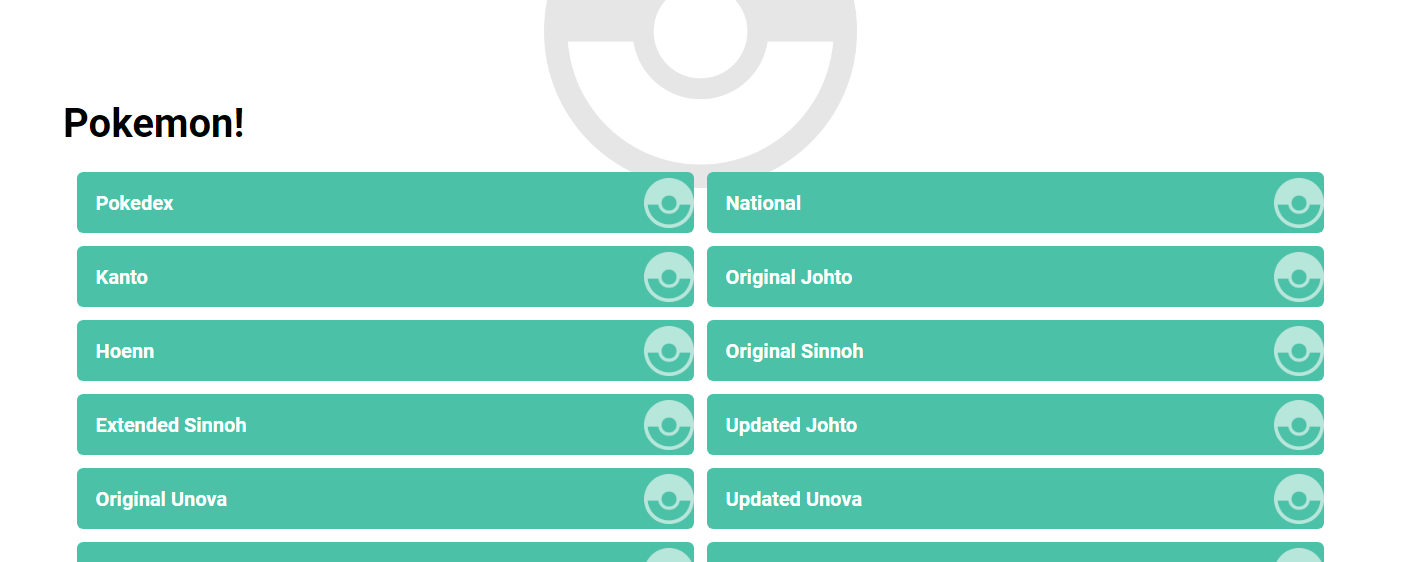 Pokemon!
Pokedex
National
Kanto
Original Johto
Hoenn
Original Sinnoh
Extended Sinnoh
Updated Johto
Original Unova
Updated Unova